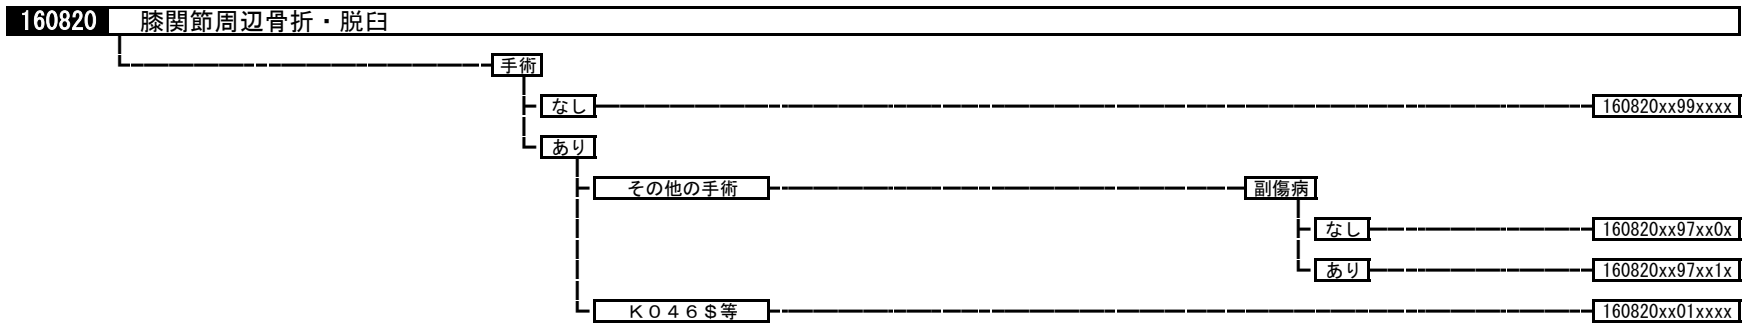 160820 膝関節周辺骨折・脱臼
手術
なし 160820xx99xxxx
あり
その他の手術 副傷病
なし 160820xx97xx0x
あり 160820xx97xx1x
K046$等 160820xx01xxxx